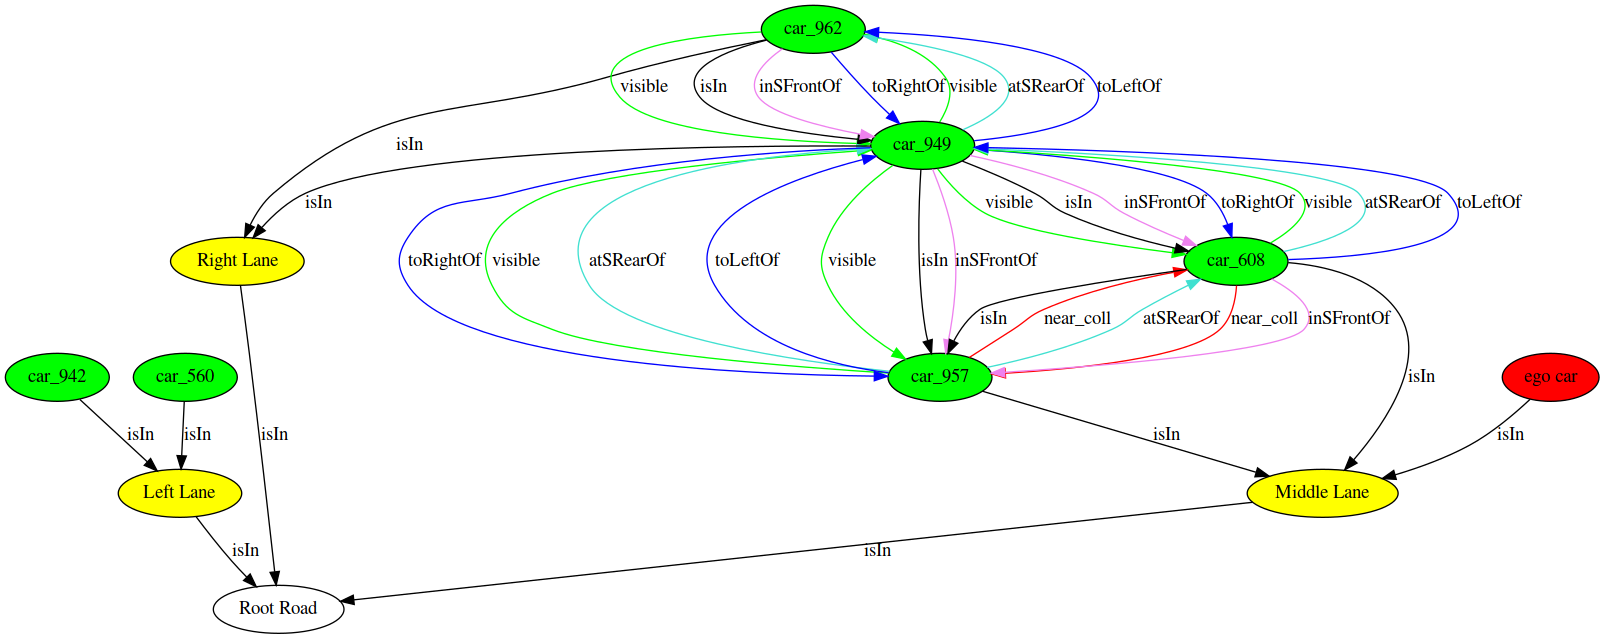 car_962
visible
isIn
inSFrontOf
toRightOf
visible
atSRearOf
toLeftOf
isIn
car_949
isIn
visible
isIn
inSFrontOf
toRightOf
visible
atSRearOf
toLeftOf
Right Lane
toRightOf
visible
atSRearOf
toLeftOf
visible
isIn
inSFrontOf
car_608
isIn
near_coll
atSRearOf
near_coll
inSFrontOf
car_942
car_560
car_957
isIn
ego car
isIn
isIn
isIn
isIn
isIn
Left Lane
Middle Lane
isIn
isIn
Root Road